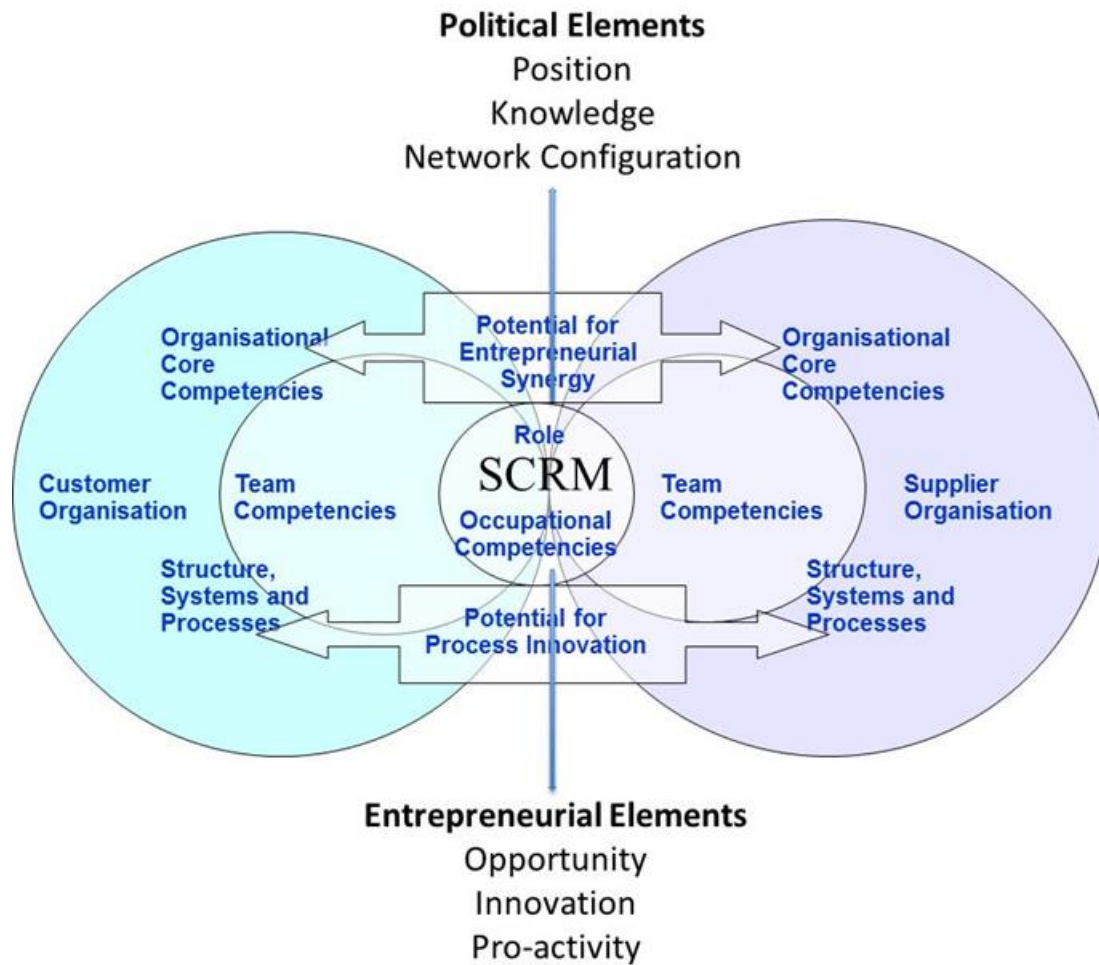 Political Elements
Position
Knowledge
Network Configuration
Potential for
Entrepreneurial
Synergy
Organisational
Core
Competencies
Organisational
Core
Competencies
Role
SCRM
Occupational
Competencies
Customer
Organisation
Team
Competencies
Team
Competencies
Supplier
Organisation
Structure,
Systems and
Processes
Structure,
Systems and
Processes
Potential for
Process Innovation
Entrepreneurial Elements
Opportunity
Innovation
Pro-activity